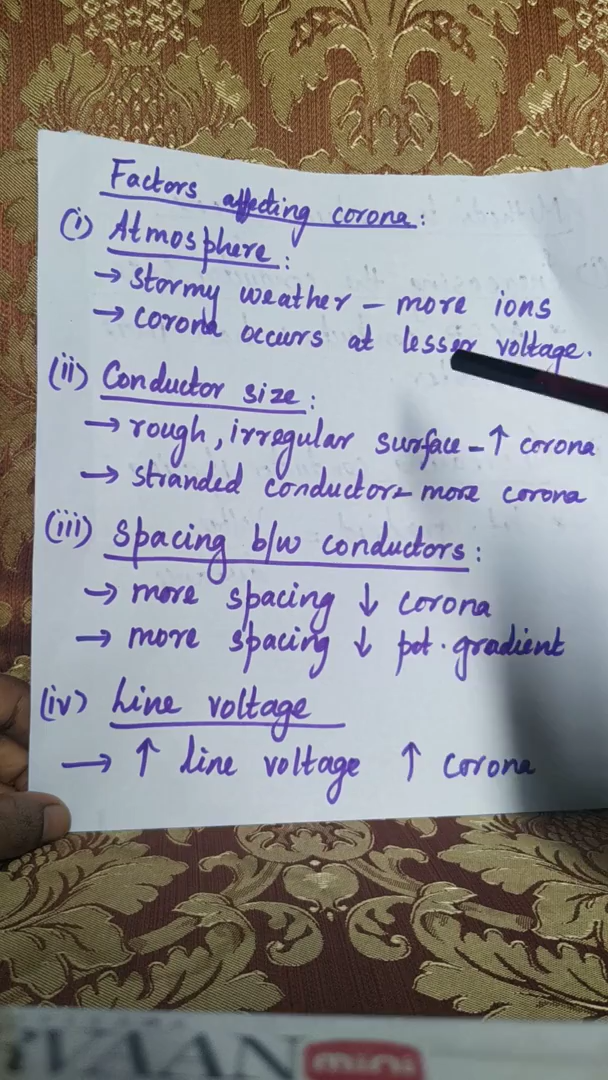 Factors affecting corona:
(i) Atmosphere:
→ stormy weather – more ions
→ corona occurs at lesser voltage.
(ii) Conductor size:
→ rough, irregular surface – ↑ corona
→ stranded conductor – more corona
(iii) Spacing b/w conductors:
→ more spacing ↓ corona
→ more spacing ↓ pot. gradient
(iv) Line voltage
→ ↑ line voltage ↑ corona
VAAN mini